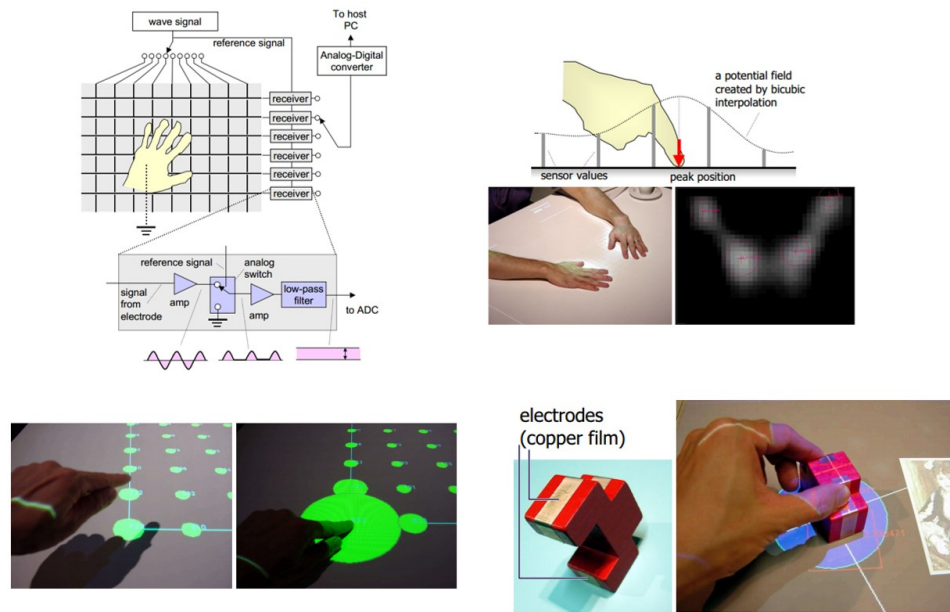 wave signal
reference signal
To host
PC
Analog-Digital
converter
receiver
receiver
receiver
receiver
receiver
receiver
reference signal
analog
switch
signal
from
electrode
amp
amp
low-pass
filter
to ADC
a potential field
created by bicubic
interpolation
sensor values
peak position
electrodes
(copper film)